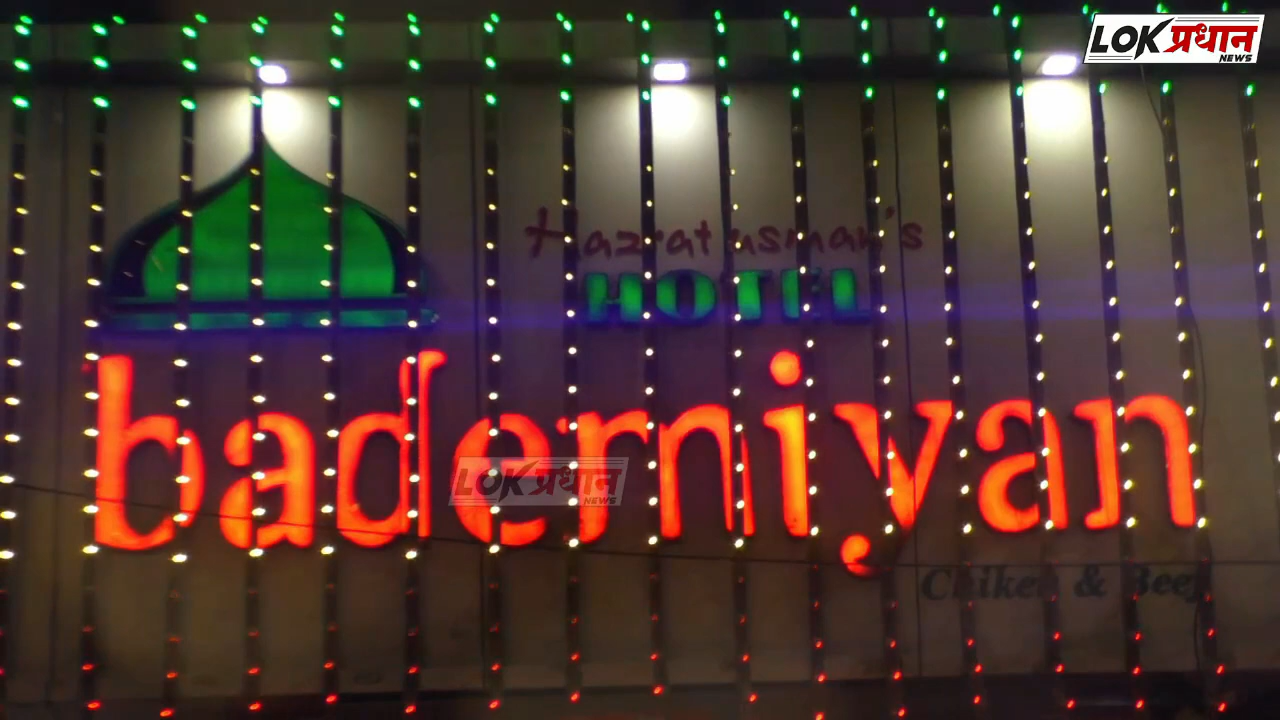 LOK प्रधान
NEWS
Hazratusman's
HOTEL
baderniyan
LOK प्रधान
NEWS
Chiken & Beef